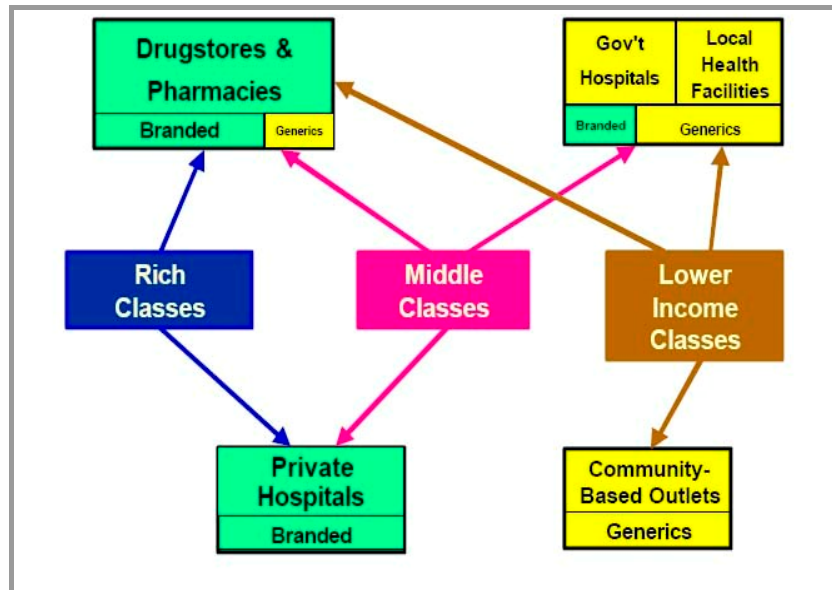 Drugstores &
Pharmacies
Branded
Generics
Gov't
Hospitals
Local
Health
Facilities
Branded
Generics
Rich
Classes
Middle
Classes
Lower
Income
Classes
Private
Hospitals
Branded
Community-
Based Outlets
Generics